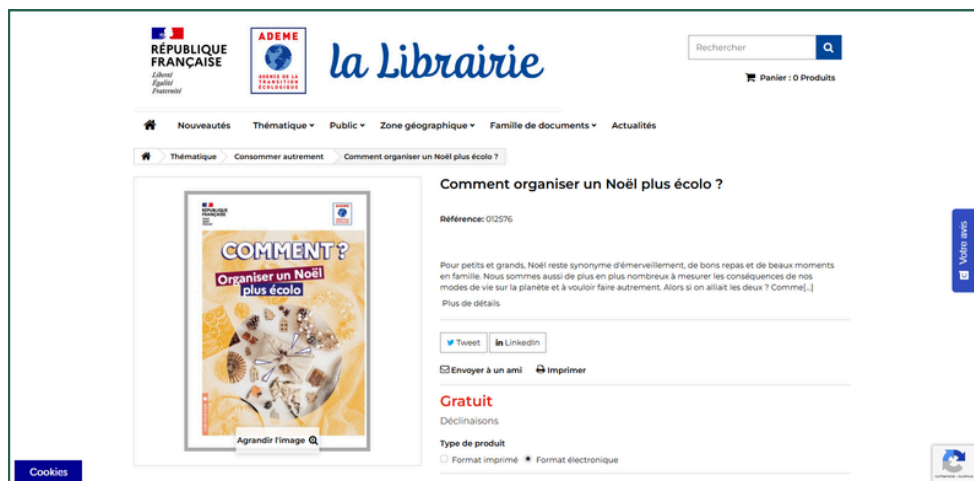 RÉPUBLIQUE
FRANÇAISE
Liberté
Égalité
Fraternité
ADEME
AGENCE DE LA
TRANSITION
ÉCOLOGIQUE
la Librairie
Rechercher
Panier : 0 Produits
Nouveautés Thématique Public Zone géographique Famille de documents Actualités
Thématique Consommer autrement Comment organiser un Noël plus écolo ?
RÉPUBLIQUE
FRANÇAISE
ADEME
COMMENT ?
Organiser un Noël
plus écolo
Agrandir l'image
Comment organiser un Noël plus écolo ?
Référence: 012576
Pour petits et grands, Noël reste synonyme d'émerveillement, de bons repas et de beaux moments
en famille. Nous sommes aussi de plus en plus nombreux à mesurer les conséquences de nos
modes de vie sur la planète et à vouloir faire autrement. Alors si on alliait les deux ? Comme[...]
Plus de détails
Tweet LinkedIn
Envoyer à un ami Imprimer
Gratuit
Déclinaisons
Type de produit
Format imprimé Format électronique
Votre avis
Cookies